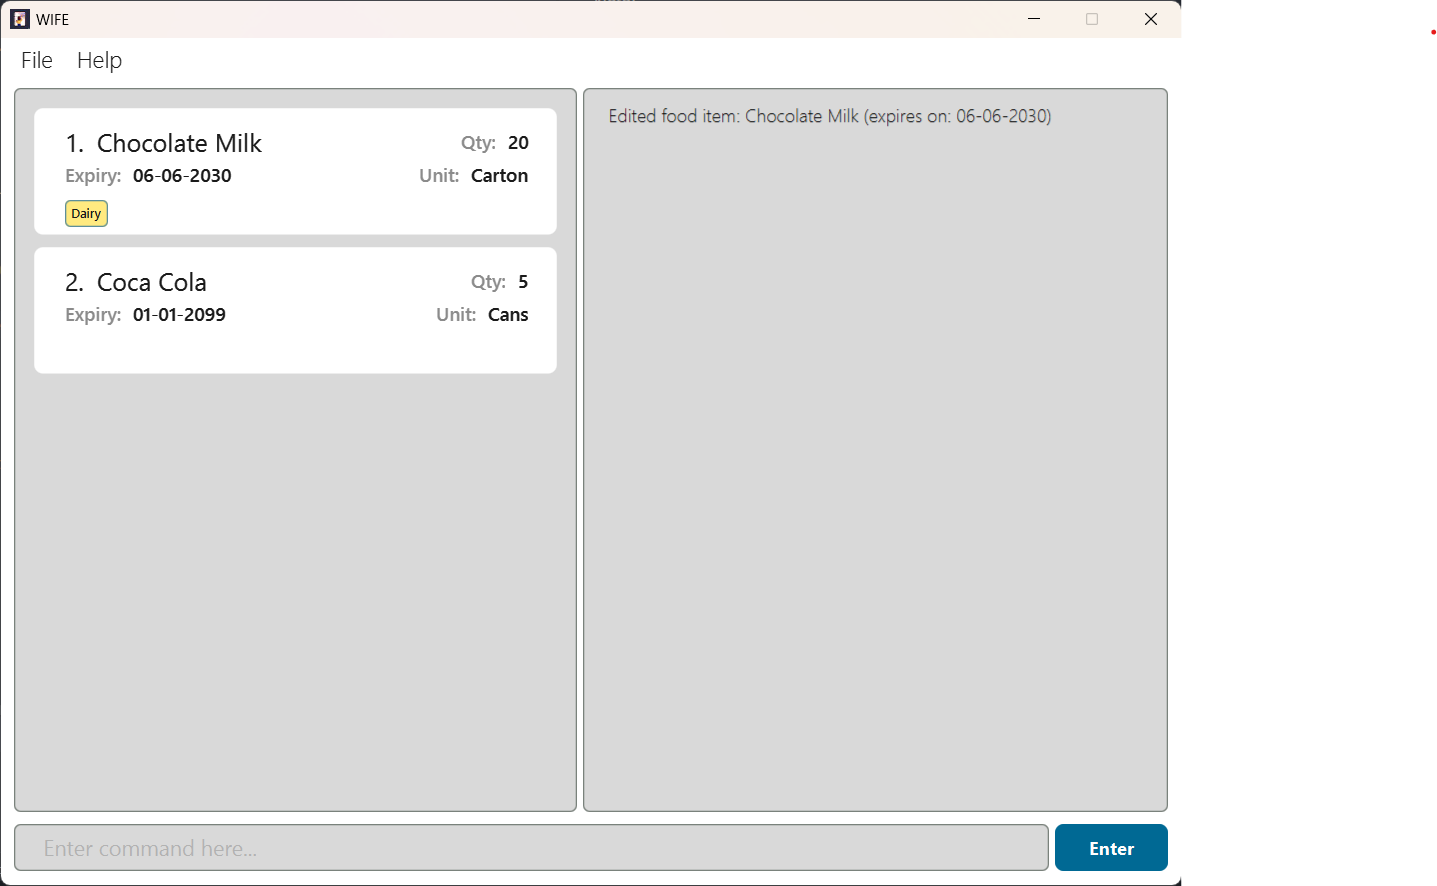 WIFE
File Help
1. Chocolate Milk Qty: 20
Expiry: 06-06-2030 Unit: Carton
Dairy
2. Coca Cola Qty: 5
Expiry: 01-01-2099 Unit: Cans
Edited food item: Chocolate Milk (expires on: 06-06-2030)
Enter command here...
Enter